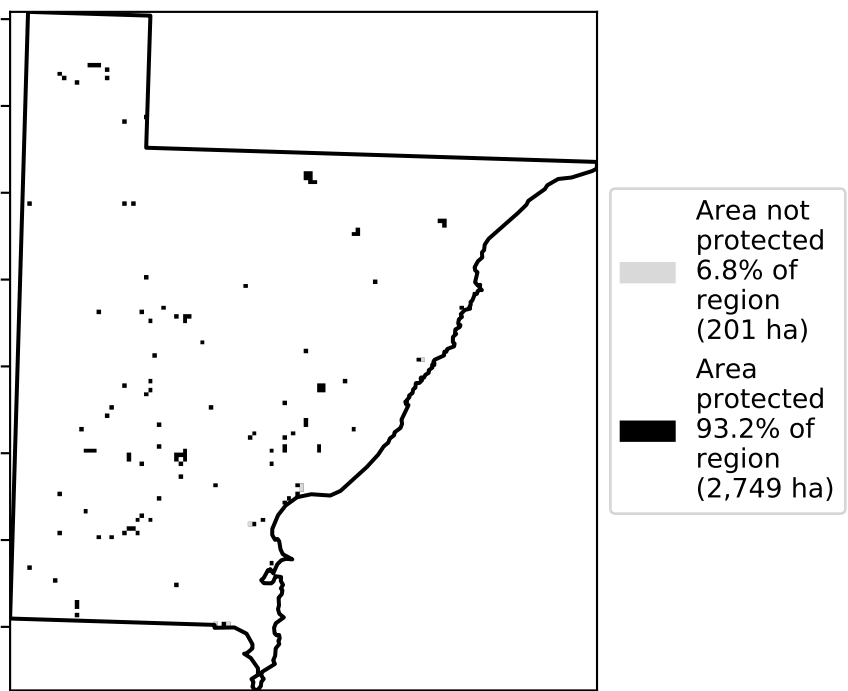 Area not
protected
6.8% of
region
(201 ha)
Area
protected
93.2% of
region
(2,749 ha)